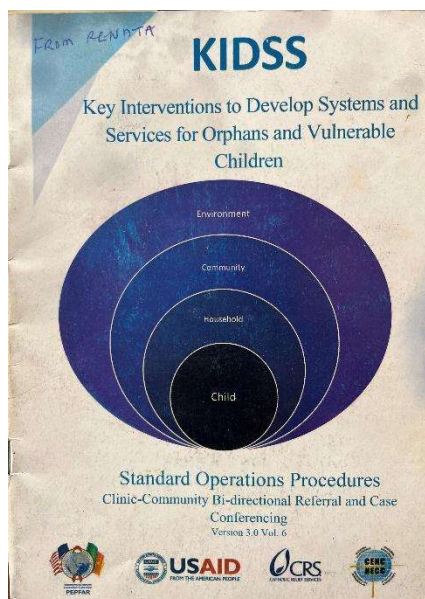 FROM RENATA
KIDSS
Key Interventions to Develop Systems and
Services for Orphans and Vulnerable
Children
Environment
Community
Household
Child
Standard Operations Procedures
Clinic-Community Bi-directional Referral and Case
Conferencing
Version 3.0 Vol. 6
PEPFAR
USAID
FROM THE AMERICAN PEOPLE
CRS
CATHOLIC RELIEF SERVICES
CENC
NECC